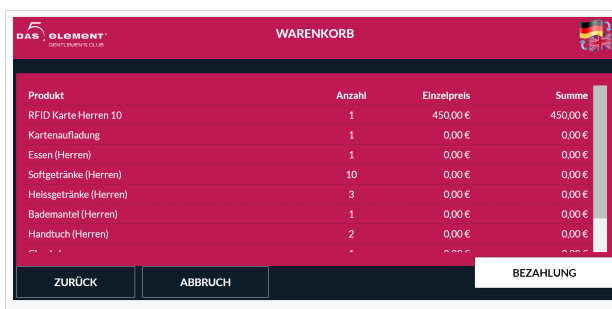 DAS 5 ELEMENT
GENTLEMEN'S CLUB
WARENKORB
Produkt Anzahl Einzelpreis Summe
RFID Karte Herren 10 1 450,00 € 450,00 €
Kartenaufladung 1 0,00 € 0,00 €
Essen (Herren) 1 0,00 € 0,00 €
Softgetränke (Herren) 10 0,00 € 0,00 €
Heissgetränke (Herren) 3 0,00 € 0,00 €
Bademantel (Herren) 1 0,00 € 0,00 €
Handtuch (Herren) 2 0,00 € 0,00 €
ZURÜCK ABBRUCH BEZAHLUNG